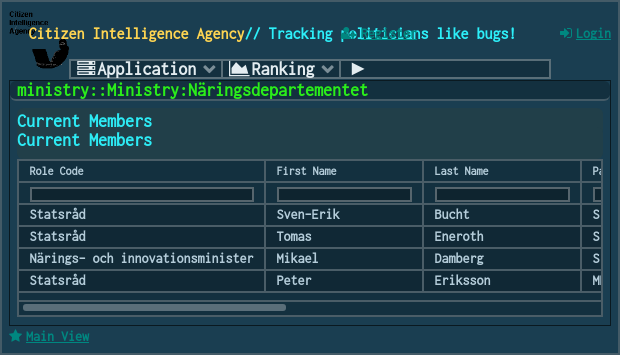 Citizen
Intelligence
Agency
Citizen Intelligence Agency// Tracking politicians like bugs!
Login
Application
Ranking
ministry::Ministry:Näringsdepartementet
Current Members
Current Members
Role Code First Name Last Name Pa
Statsråd Sven-Erik Bucht S
Statsråd Tomas Eneroth S
Närings- och innovationsminister Mikael Damberg S
Statsråd Peter Eriksson MP
Main View